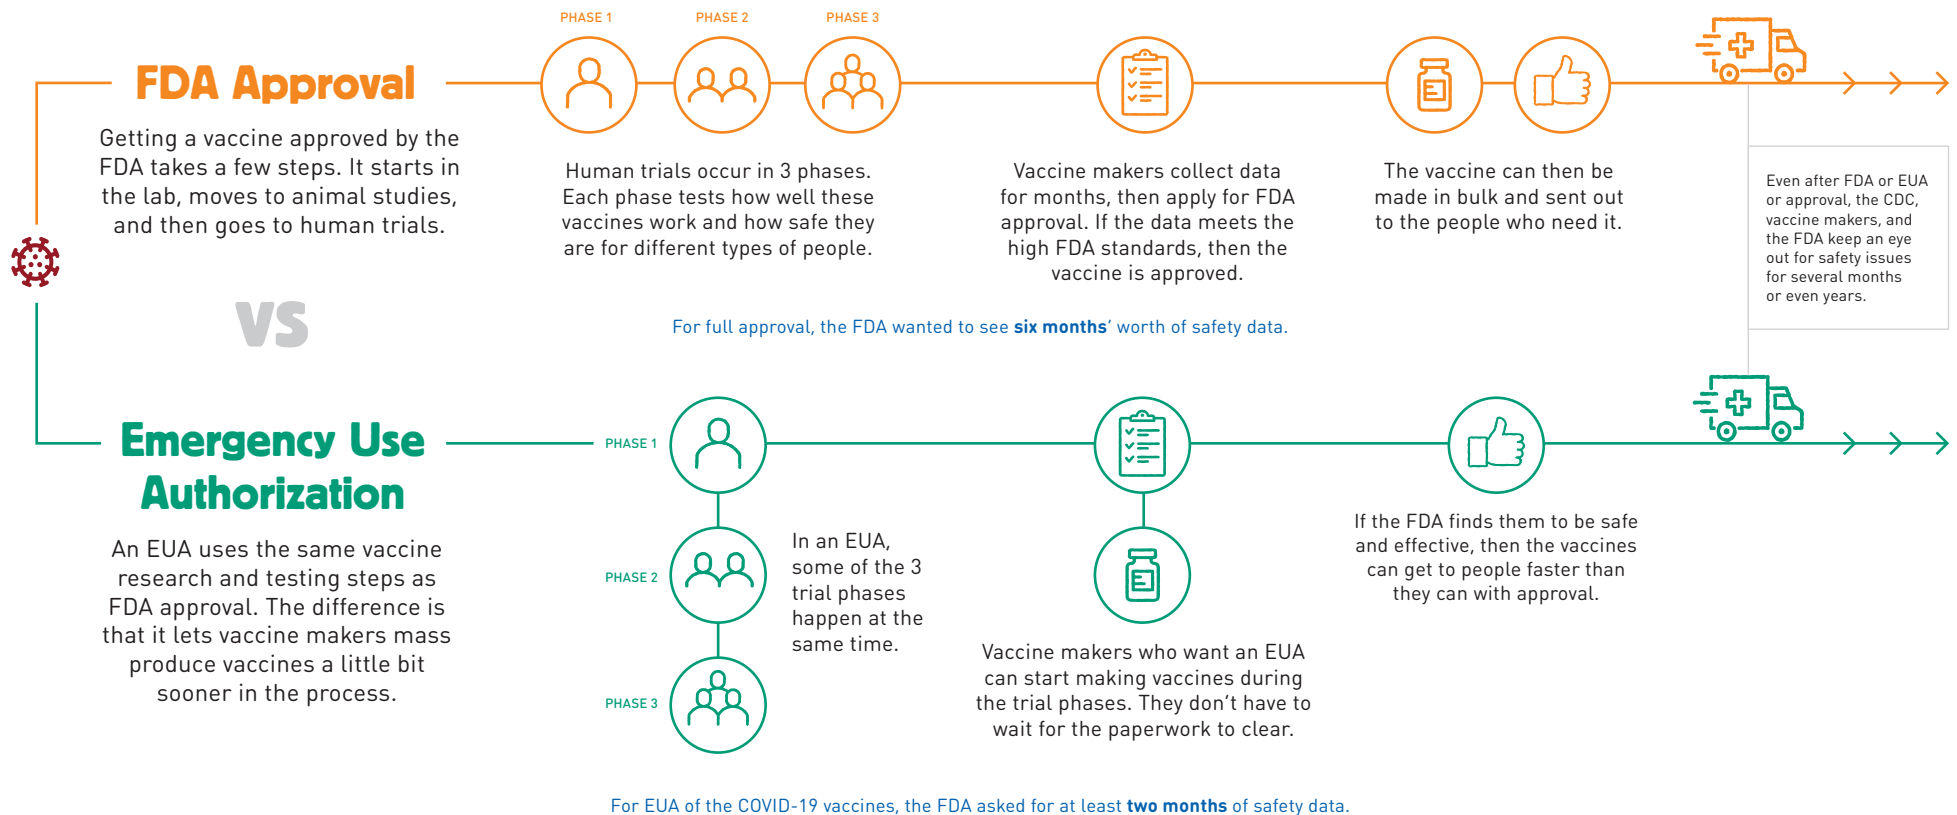 PHASE 1
PHASE 2
PHASE 3
FDA Approval
Getting a vaccine approved by the
FDA takes a few steps. It starts in
the lab, moves to animal studies,
and then goes to human trials.
Human trials occur in 3 phases.
Each phase tests how well these
vaccines work and how safe they
are for different types of people.
Vaccine makers collect data
for months, then apply for FDA
approval. If the data meets the
high FDA standards, then the
vaccine is approved.
The vaccine can then be
made in bulk and sent out
to the people who need it.
Even after FDA or EUA
or approval, the CDC,
vaccine makers, and
the FDA keep an eye
out for safety issues
for several months
or even years.
For full approval, the FDA wanted to see six months' worth of safety data.
VS
Emergency Use
Authorization
An EUA uses the same vaccine
research and testing steps as
FDA approval. The difference is
that it lets vaccine makers mass
produce vaccines a little bit
sooner in the process.
PHASE 1
PHASE 2
PHASE 3
In an EUA,
some of the 3
trial phases
happen at the
same time.
Vaccine makers who want an EUA
can start making vaccines during
the trial phases. They don't have to
wait for the paperwork to clear.
If the FDA finds them to be safe
and effective, then the vaccines
can get to people faster than
they can with approval.
For EUA of the COVID-19 vaccines, the FDA asked for at least two months of safety data.